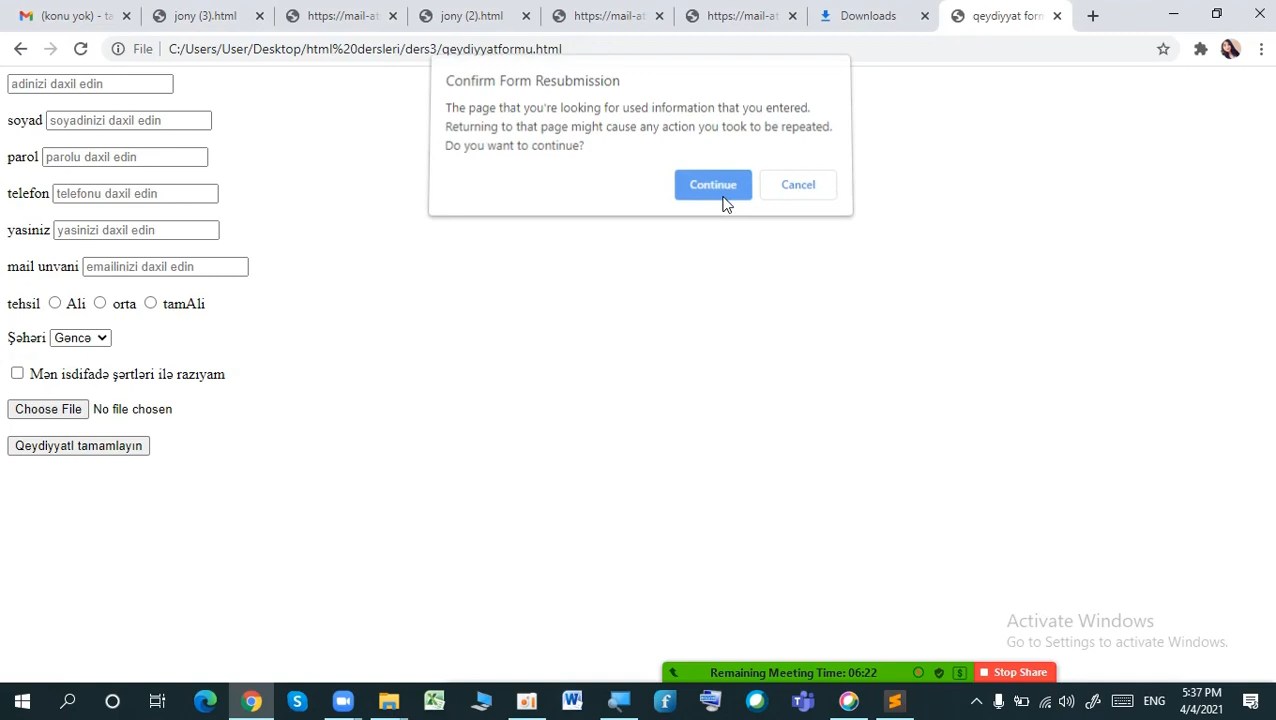 (konu yok) - ta
jony (3).html
https://mail-at
jony (2).html
https://mail-at
https://mail-at
Downloads
qeydiyyat form
File
C:/Users/User/Desktop/html%20dersleri/ders3/qeydiyyatformu.html
adinizi daxil edin
soyad soyadinizi daxil edin
parol parolu daxil edin
telefon telefonu daxil edin
yasiniz yasinizi daxil edin
mail unvani emailinizi daxil edin
tehsil Ali orta tamAli
Şəhəri Gəncə
Mən isdifadə şərtləri ilə razıyam
Choose File No file chosen
Qeydiyyatl tamamlayın
Confirm Form Resubmission
The page that you're looking for used information that you entered.
Returning to that page might cause any action you took to be repeated.
Do you want to continue?
Continue Cancel
Activate Windows
Go to Settings to activate Windows.
Remaining Meeting Time: 06:22
Stop Share
ENG
5:37 PM
4/4/2021